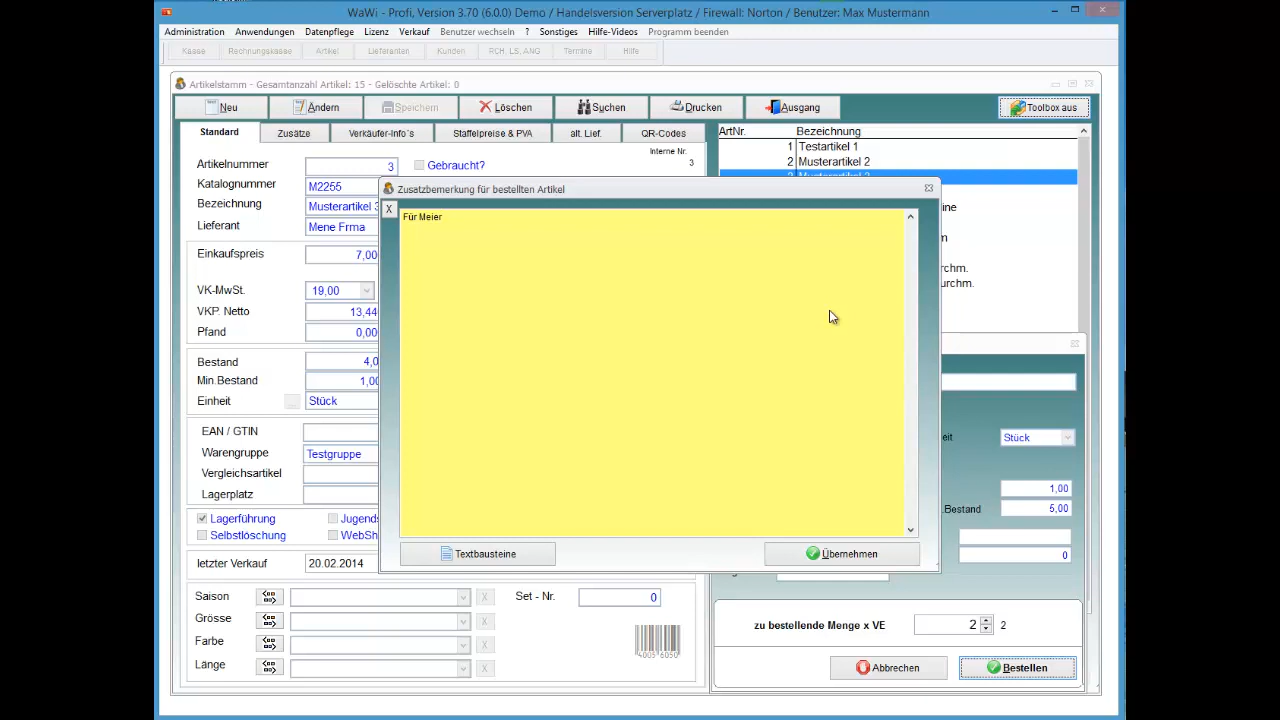 WaWi - Profi, Version 3.70 (6.0.0) Demo / Handelsversion Serverplatz / Firewall: Norton / Benutzer: Max Mustermann
Administration Anwendungen Datenpflege Lizenz Verkauf Benutzer wechseln ? Sonstiges Hilfe-Videos Programm beenden
Kasse Rechnungskasse Artikel Lieferanten Kunden RCH, LS, ANG Termine Hilfe
Artikelstamm - Gesamtanzahl Artikel: 15 - Gelöschte Artikel: 0
Neu Ändern Speichern Löschen Suchen Drucken Ausgang Toolbox aus
Standard Zusätze Verkäufer-Info´s Staffelpreise & PVA alt. Lief. QR-Codes
ArtNr. Bezeichnung
1 Testartikel 1
2 Musterartikel 2
Interne Nr.
3
Artikelnummer 3 Gebraucht?
Katalognummer M2255
Zusatzbemerkung für bestellten Artikel
X
Für Meier
Bezeichnung Musterartikel 3
Lieferant Mene Frma
Einkaufspreis 7,00
VK-MwSt. 19,00
VKP. Netto 13,44
Pfand 0,00
Bestand 4,0
Min.Bestand 1,00
Einheit ... Stück
EAN / GTIN
Warengruppe Testgruppe
Vergleichsartikel
Lagerplatz
Stück
1,00
.Bestand 5,00
0
Lagerführung
Selbstlöschung
Textbausteine Übernehmen
letzter Verkauf 20.02.2014
Saison X Set - Nr. 0
Grösse X
Farbe X
Länge X
zu bestellende Menge x VE 2 2
Abbrechen Bestellen